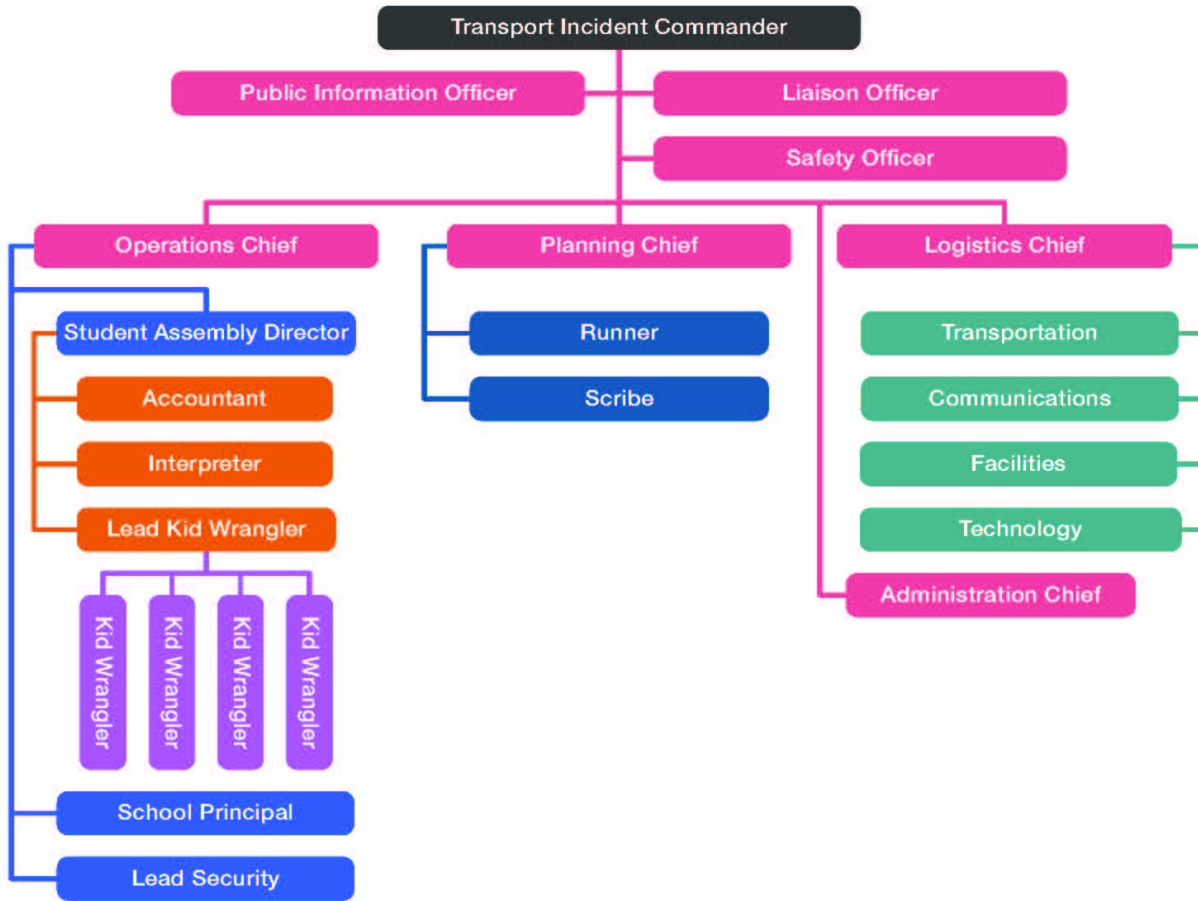 Transport Incident Commander
Public Information Officer
Liaison Officer
Safety Officer
Operations Chief
Planning Chief
Logistics Chief
Student Assembly Director
Runner
Transportation
Accountant
Scribe
Communications
Interpreter
Facilities
Lead Kid Wrangler
Technology
Administration Chief
Kid Wrangler
Kid Wrangler
Kid Wrangler
Kid Wrangler
School Principal
Lead Security